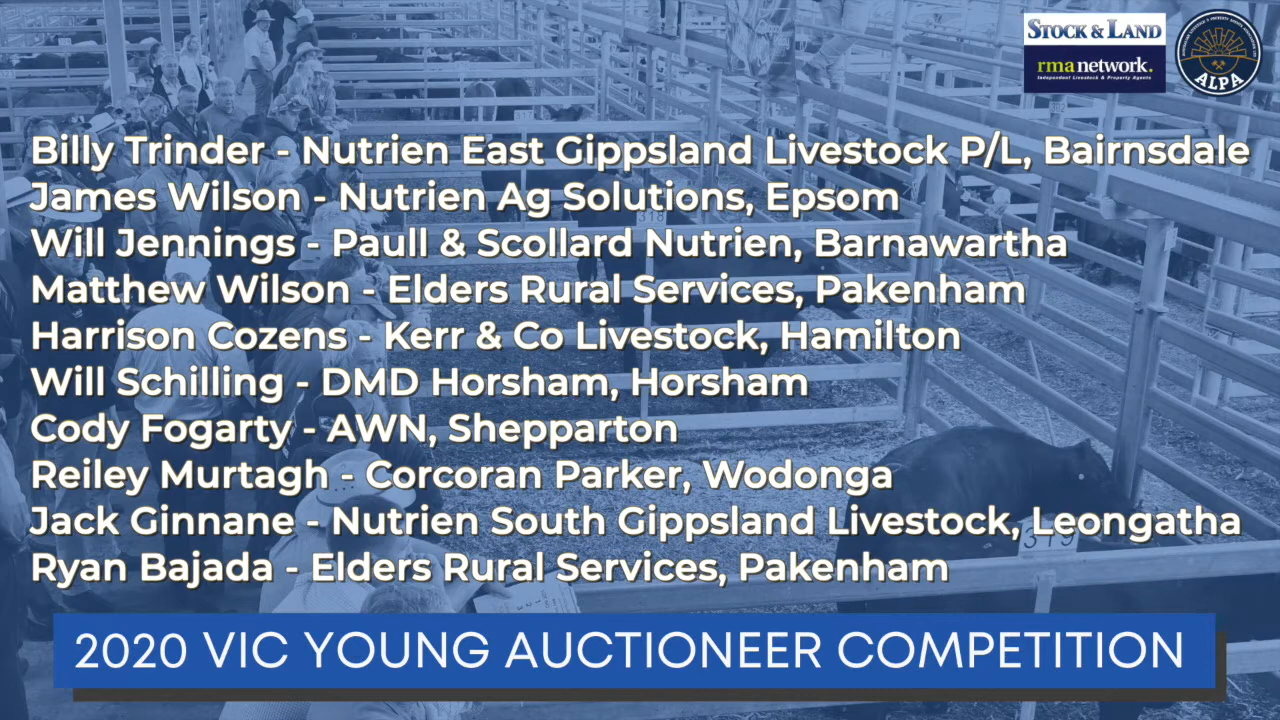 STOCK & LAND
rma network.
Independent Livestock & Property Agents
ALPA
Billy Trinder - Nutrien East Gippsland Livestock P/L, Bairnsdale
James Wilson - Nutrien Ag Solutions, Epsom
318
Will Jennings - Paull & Scollard Nutrien, Barnawartha
Matthew Wilson - Elders Rural Services, Pakenham
Harrison Cozens - Kerr & Co Livestock, Hamilton
Will Schilling - DMD Horsham, Horsham
Cody Fogarty - AWN, Shepparton
Reiley Murtagh - Corcoran Parker, Wodonga
Jack Ginnane - Nutrien South Gippsland Livestock, Leongatha
319
Ryan Bajada - Elders Rural Services, Pakenham
2020 VIC YOUNG AUCTIONEER COMPETITION